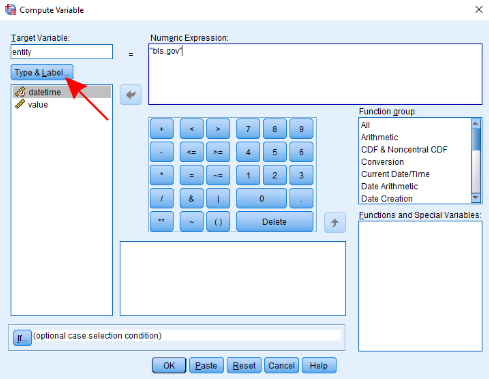 Compute Variable
Target Variable:
entity
=
Numeric Expression:
"bls.gov"
Type & Label...
datetime
value
+ < > 7 8 9
- <= >= 4 5 6
* = ~= 1 2 3
/ & | 0 .
** ~ ( ) Delete
Function group:
All
Arithmetic
CDF & Noncentral CDF
Conversion
Current Date/Time
Date Arithmetic
Date Creation
Functions and Special Variables:
If... (optional case selection condition)
OK Paste Reset Cancel Help